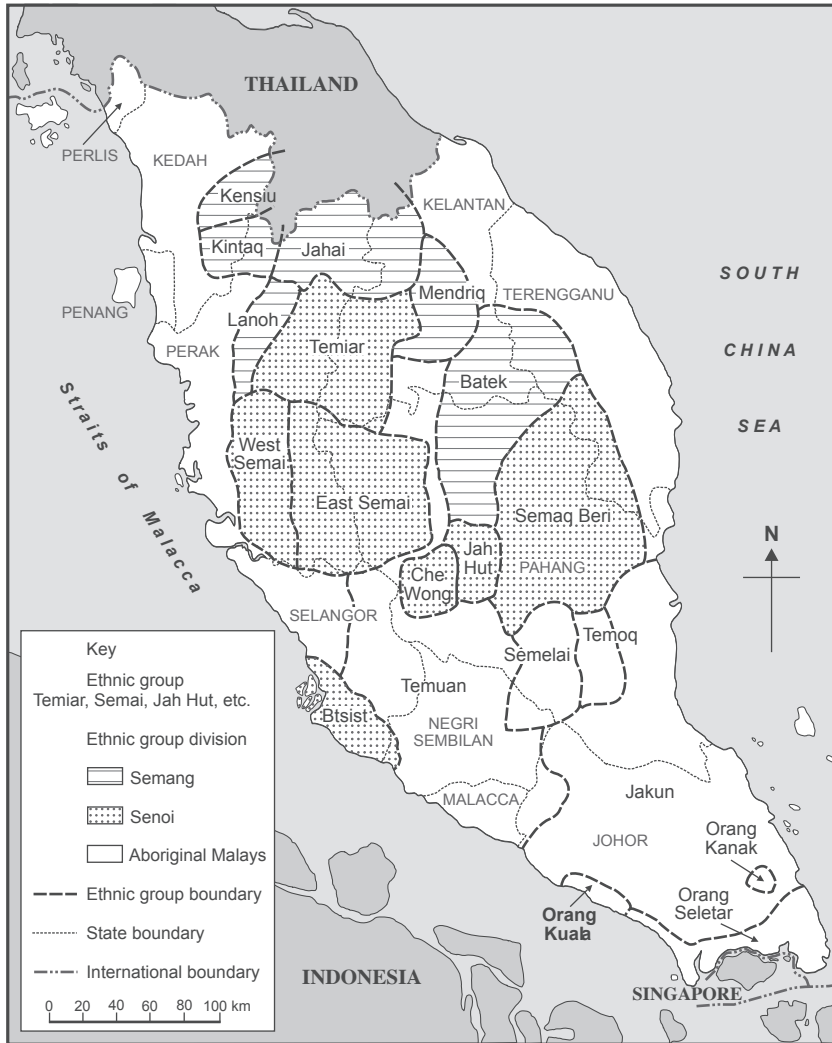 THAILAND
PERLIS
KEDAH
Kensiu
KELANTAN
Kintaq
Jahai
SOUTH
CHINA
SEA
PENANG
Lanoh
Mendriq
TERENGGANU
PERAK
Temiar
Batek
Straits of Malacca
West
Semai
East Semai
Semaq Beri
Jah
Hut
PAHANG
Che
Wong
N
SELANGOR
Semelai
Temoq
Temuan
Btsist
NEGRI
SEMBILAN
MALACCA
Jakun
JOHOR
Orang
Kanak
Orang
Seletar
Orang
Kuala
INDONESIA
SINGAPORE
Key
Ethnic group
Temiar, Semai, Jah Hut, etc.
Ethnic group division
Semang
Senoi
Aboriginal Malays
Ethnic group boundary
State boundary
International boundary
0 20 40 60 80 100 km